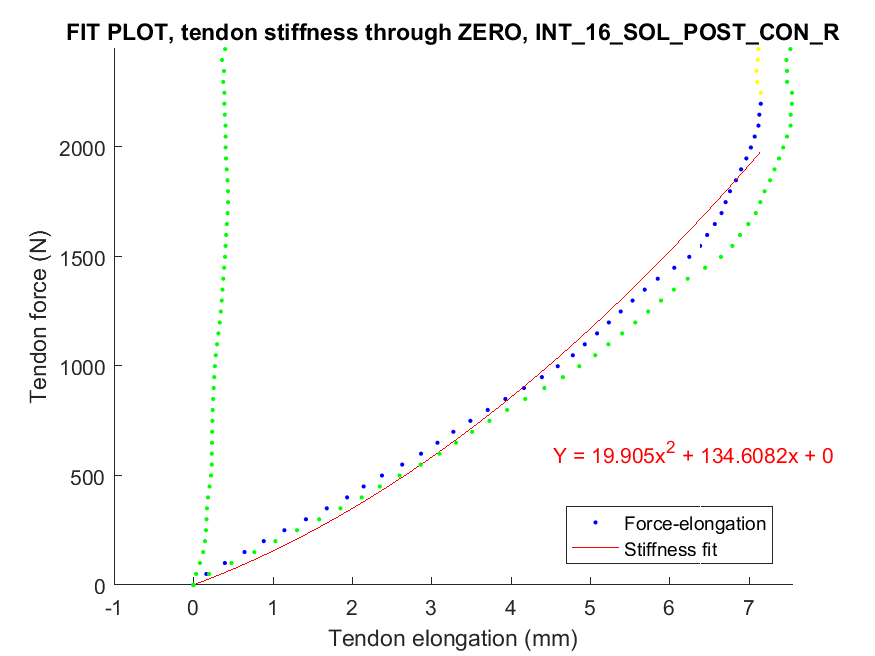 FIT PLOT, tendon stiffness through ZERO, INT_16_SOL_POST_CON_R
2000
1500
1000
500
0
Tendon force (N)
Y = 19.905x² + 134.6082x + 0
Force-elongation
Stiffness fit
-1 0 1 2 3 4 5 6 7
Tendon elongation (mm)